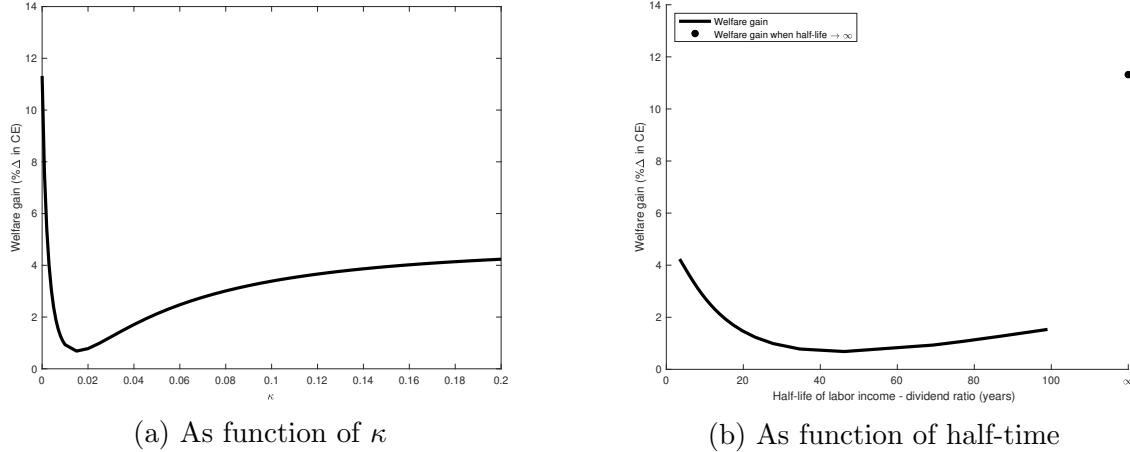 14
12
10
8
6
4
2
0
Welfare gain (%Δ in CE)
0 0.02 0.04 0.06 0.08 0.1 0.12 0.14 0.16 0.18 0.2
κ
(a) As function of κ
14
12
10
8
6
4
2
0
Welfare gain (%Δ in CE)
Welfare gain
Welfare gain when half-life → ∞
0 20 40 60 80 100 ∞
Half-life of labor income - dividend ratio (years)
(b) As function of half-time